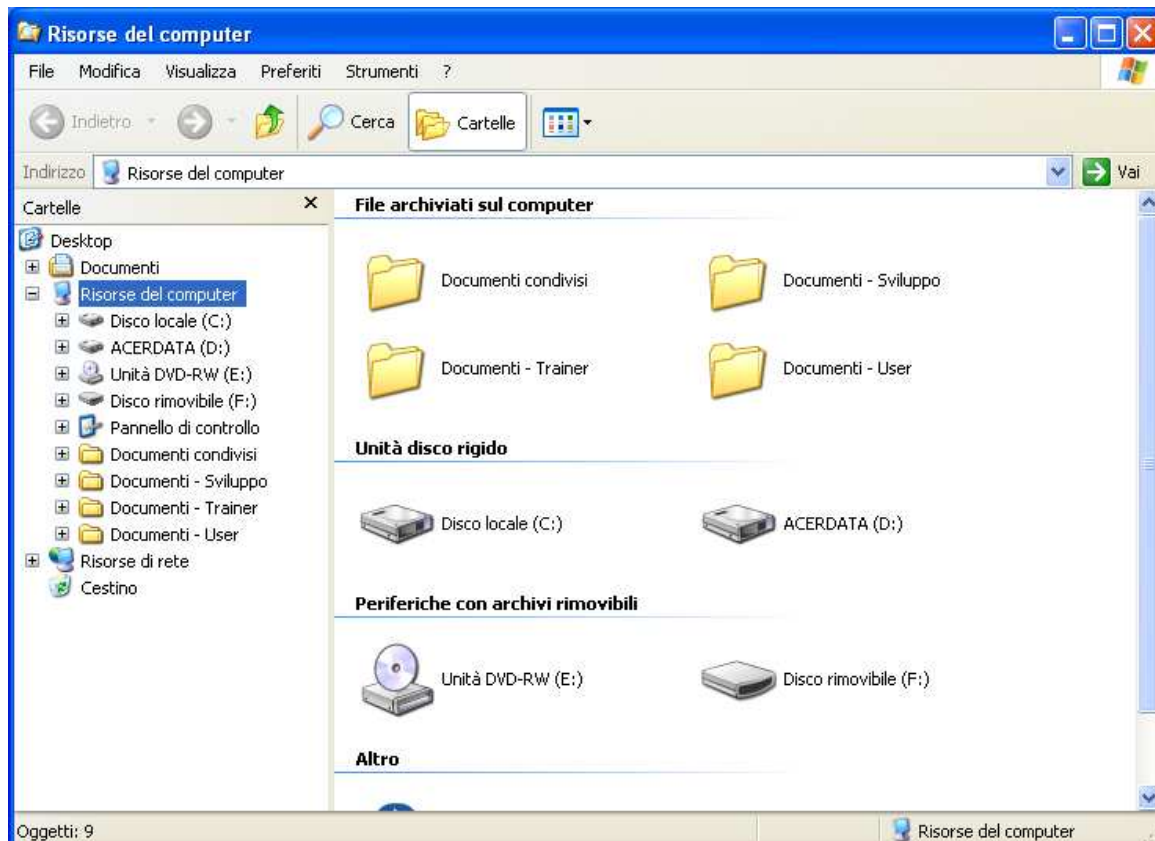 Risorse del computer
File Modifica Visualizza Preferiti Strumenti ?
Indietro Cerca Cartelle
Indirizzo Risorse del computer Vai
Cartelle
Desktop
Documenti
Risorse del computer
Disco locale (C:)
ACERDATA (D:)
Unità DVD-RW (E:)
Disco rimovibile (F:)
Pannello di controllo
Documenti condivisi
Documenti - Sviluppo
Documenti - Trainer
Documenti - User
Risorse di rete
Cestino
File archiviati sul computer
Documenti condivisi Documenti - Sviluppo
Documenti - Trainer Documenti - User
Unità disco rigido
Disco locale (C:) ACERDATA (D:)
Periferiche con archivi rimovibili
Unità DVD-RW (E:) Disco rimovibile (F:)
Altro
Oggetti: 9 Risorse del computer